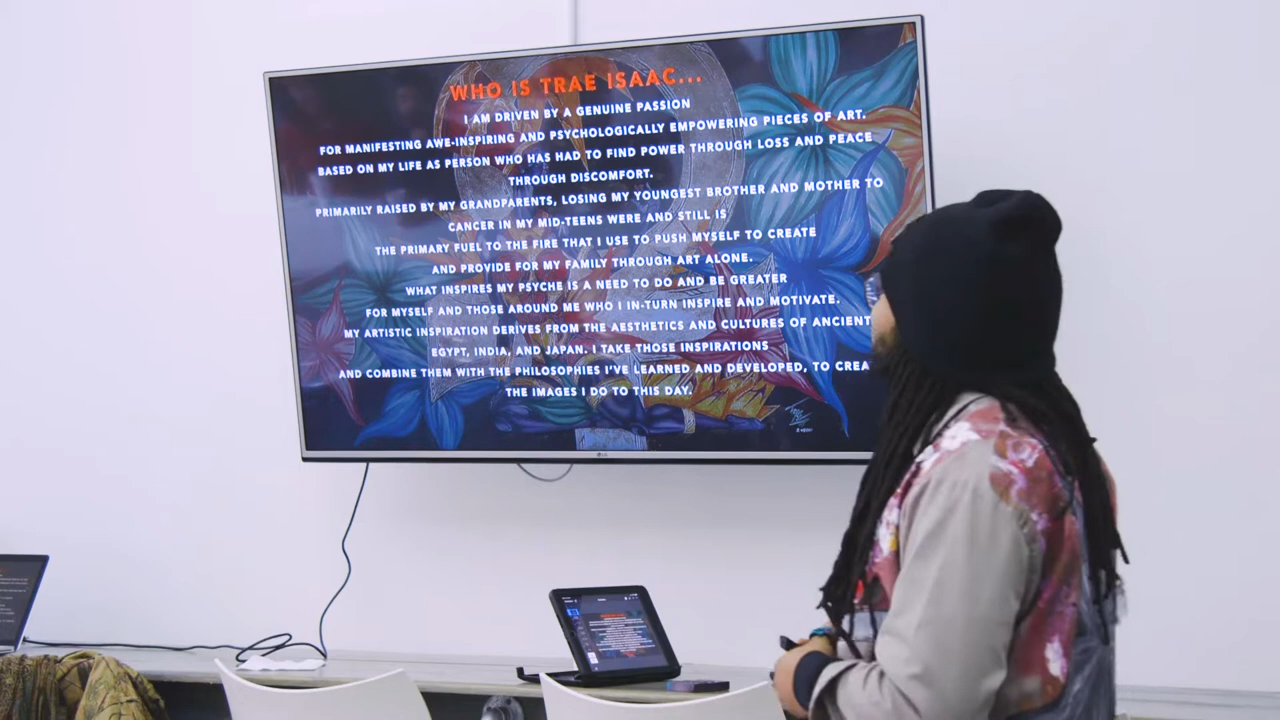 WHO IS TRAE ISAAC...
I AM DRIVEN BY A GENUINE PASSION
FOR MANIFESTING AWE-INSPIRING AND PSYCHOLOGICALLY EMPOWERING PIECES OF ART.
BASED ON MY LIFE AS PERSON WHO HAS HAD TO FIND POWER THROUGH LOSS AND PEACE
THROUGH DISCOMFORT.
PRIMARILY RAISED BY MY GRANDPARENTS, LOSING MY YOUNGEST BROTHER AND MOTHER TO
CANCER IN MY MID-TEENS WERE AND STILL IS
THE PRIMARY FUEL TO THE FIRE THAT I USE TO PUSH MYSELF TO CREATE
AND PROVIDE FOR MY FAMILY THROUGH ART ALONE.
WHAT INSPIRES MY PSYCHE IS A NEED TO DO AND BE GREATER
FOR MYSELF AND THOSE AROUND ME WHO I IN-TURN INSPIRE AND MOTIVATE.
MY ARTISTIC INSPIRATION DERIVES FROM THE AESTHETICS AND CULTURES OF ANCIENT
EGYPT, INDIA, AND JAPAN. I TAKE THOSE INSPIRATIONS
AND COMBINE THEM WITH THE PHILOSOPHIES I'VE LEARNED AND DEVELOPED, TO CREA
THE IMAGES I DO TO THIS DAY.
LG